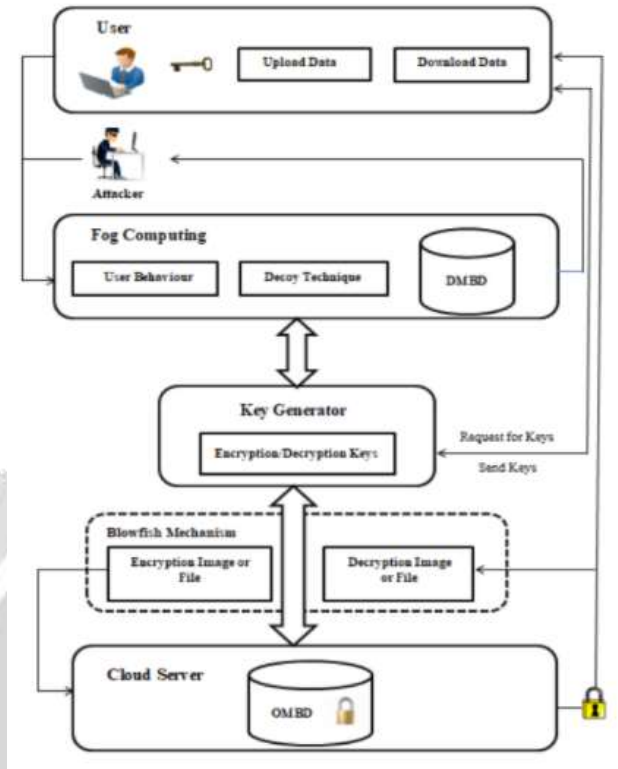 User
Upload Data
Download Data
Attacker
Fog Computing
User Behaviour
Decoy Technique
DMBD
Key Generator
Encryption/Decryption Keys
Request for Keys
Send Keys
Blowfish Mechanism
Encryption Image or
File
Decryption Image
or File
Cloud Server
OMBD